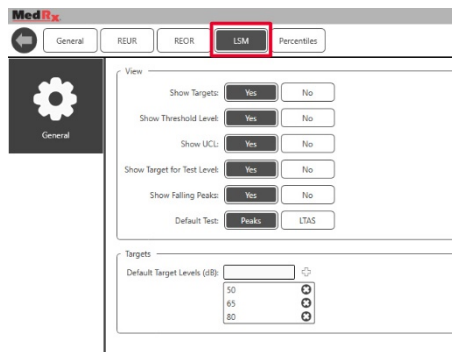 MedRx
General REUR REOR LSM Percentiles
General
View
Show Targets: Yes No
Show Threshold Level: Yes No
Show UCL: Yes No
Show Target for Test Level: Yes No
Show Falling Peaks: Yes No
Default Test: Peaks LTAS
Targets
Default Target Levels (dB):
50
65
80